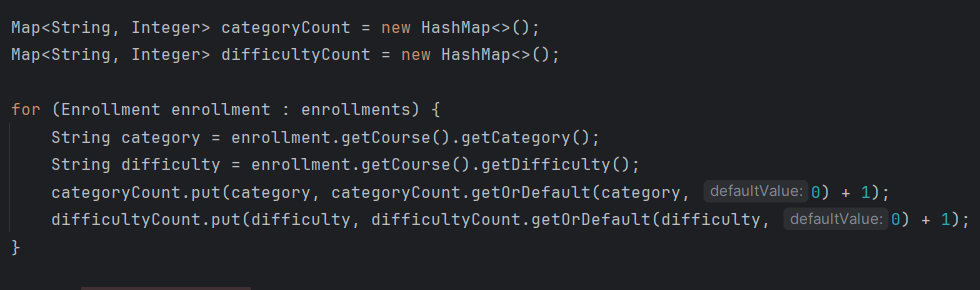 Map<String, Integer> categoryCount = new HashMap<>();
Map<String, Integer> difficultyCount = new HashMap<>();
for (Enrollment enrollment : enrollments) {
    String category = enrollment.getCourse().getCategory();
    String difficulty = enrollment.getCourse().getDifficulty();
    categoryCount.put(category, categoryCount.getOrDefault(category, defaultValue: 0) + 1);
    difficultyCount.put(difficulty, difficultyCount.getOrDefault(difficulty, defaultValue: 0) + 1);
}